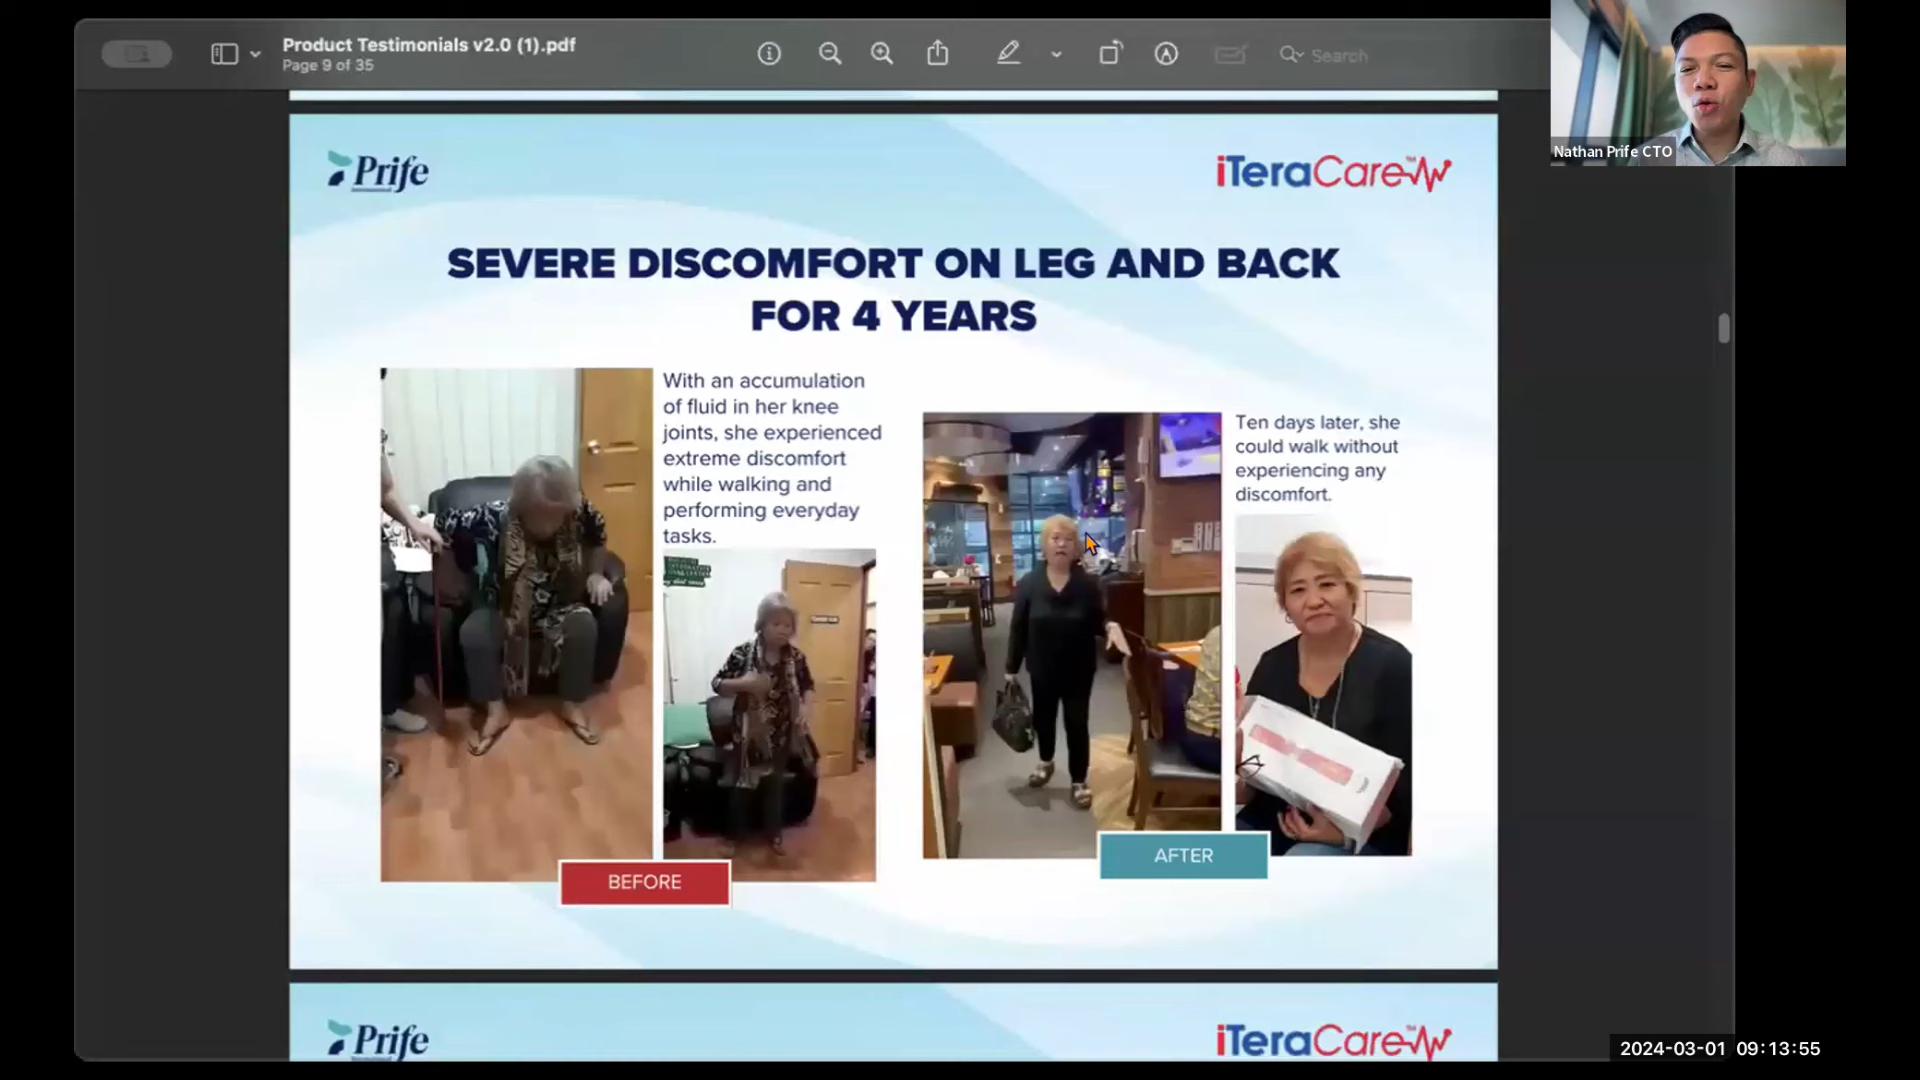 Product Testimonials v2.0 (1).pdf
Page 9 of 35
Search
Nathan Prife CTO
Prife
iTeraCare
SEVERE DISCOMFORT ON LEG AND BACK
FOR 4 YEARS
With an accumulation
of fluid in her knee
joints, she experienced
extreme discomfort
while walking and
performing everyday
tasks.
Ten days later, she
could walk without
experiencing any
discomfort.
BEFORE
AFTER
Prife
iTeraCare
2024-03-01 09:13:55